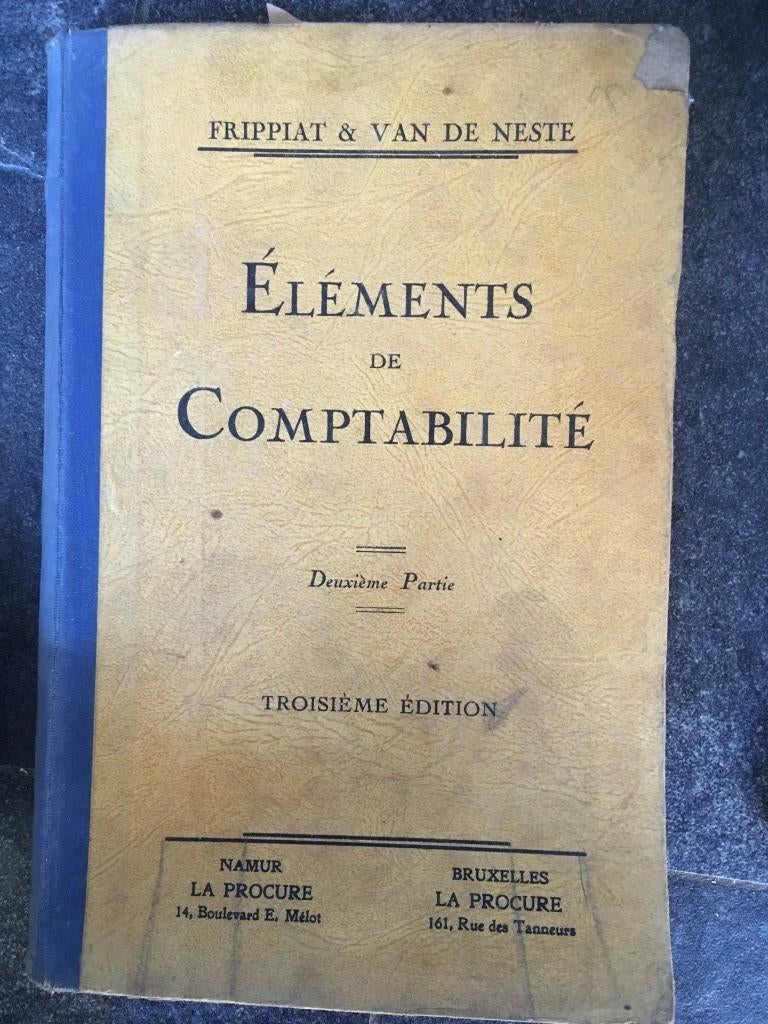 FRIPPIAT & VAN DE NESTE
ÉLÉMENTS
DE
COMPTABILITÉ
Deuxième Partie
TROISIÈME ÉDITION
NAMUR
LA PROCURE
14, Boulevard E. Mélot
BRUXELLES
LA PROCURE
161, Rue des Tanneurs